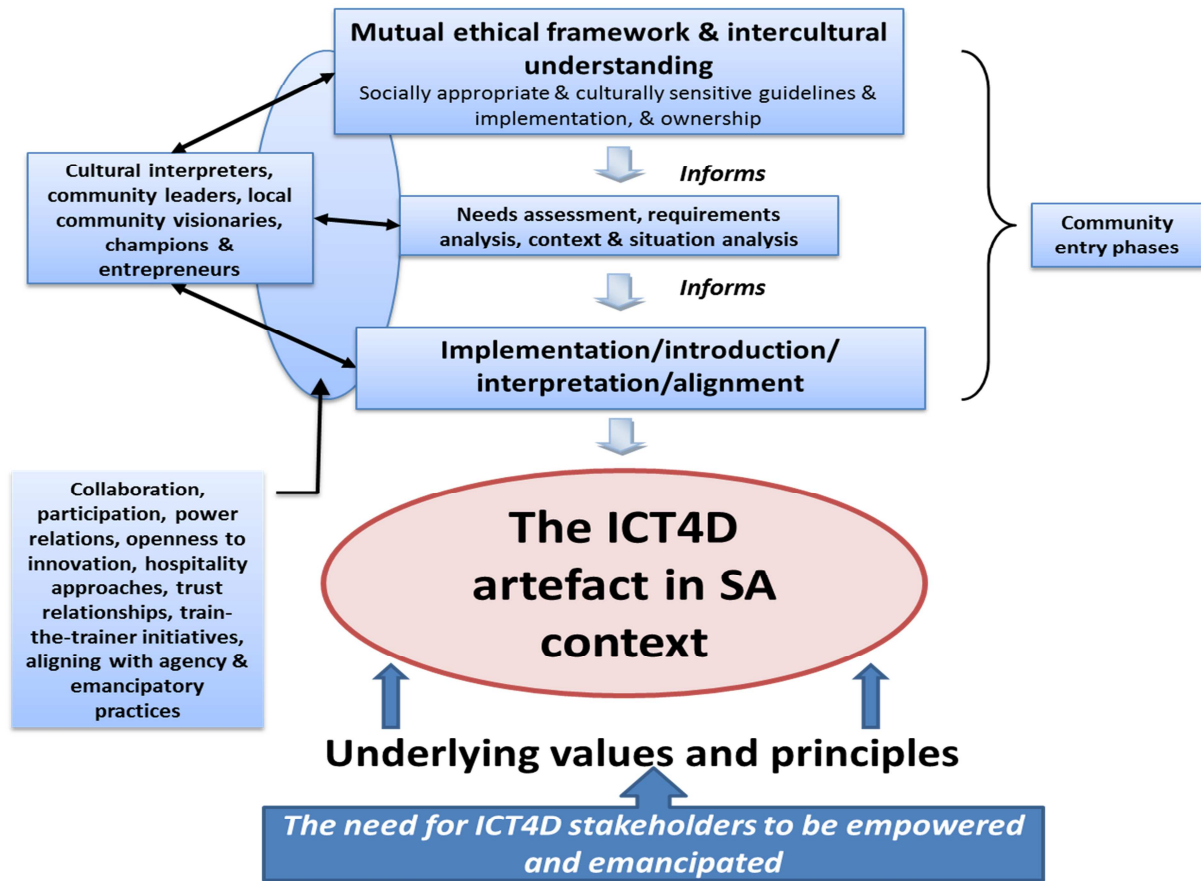 Mutual ethical framework & intercultural
understanding
Socially appropriate & culturally sensitive guidelines &
implementation, & ownership
Informs
Cultural interpreters,
community leaders, local
community visionaries,
champions &
entrepreneurs
Needs assessment, requirements
analysis, context & situation analysis
Community
entry phases
Informs
Implementation/introduction/
interpretation/alignment
Collaboration,
participation, power
relations, openness to
innovation, hospitality
approaches, trust
relationships, train-
the-trainer initiatives,
aligning with agency &
emancipatory
practices
The ICT4D
artefact in SA
context
Underlying values and principles
The need for ICT4D stakeholders to be empowered
and emancipated